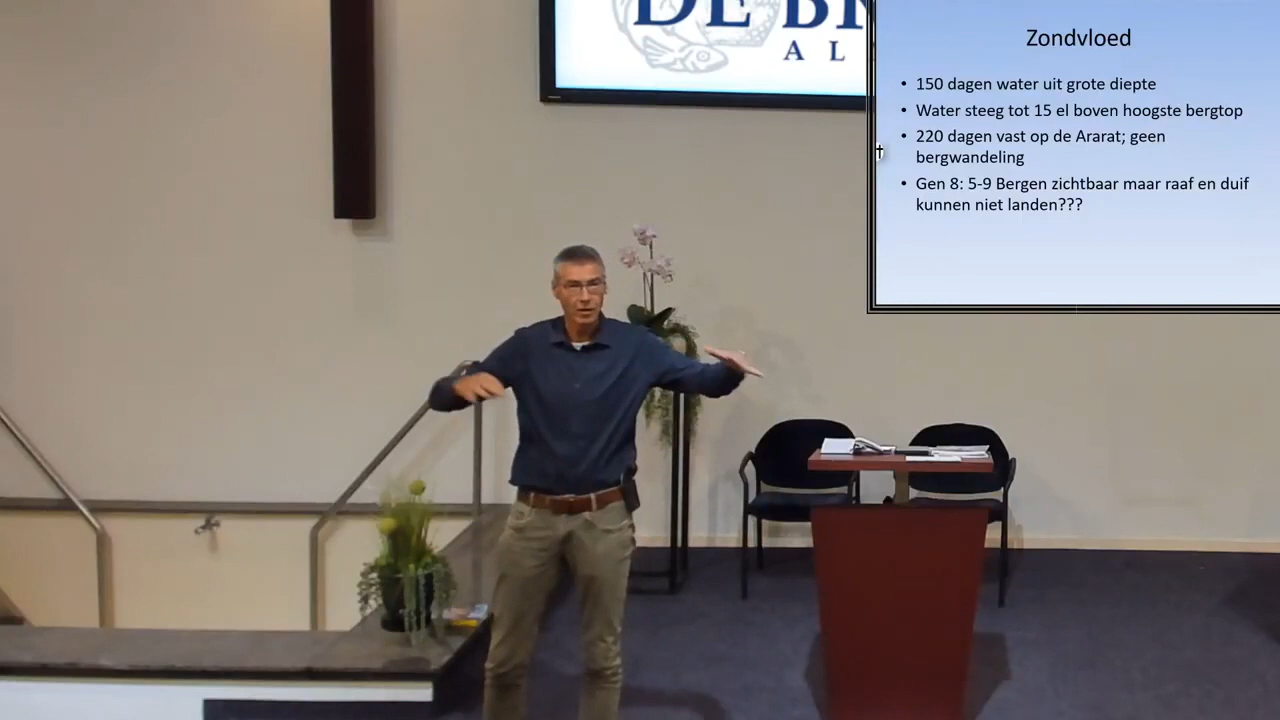 DE
A L
Zondvloed
• 150 dagen water uit grote diepte
• Water steeg tot 15 el boven hoogste bergtop
• 220 dagen vast op de Ararat; geen
bergwandeling
• Gen 8: 5-9 Bergen zichtbaar maar raaf en duif
kunnen niet landen???